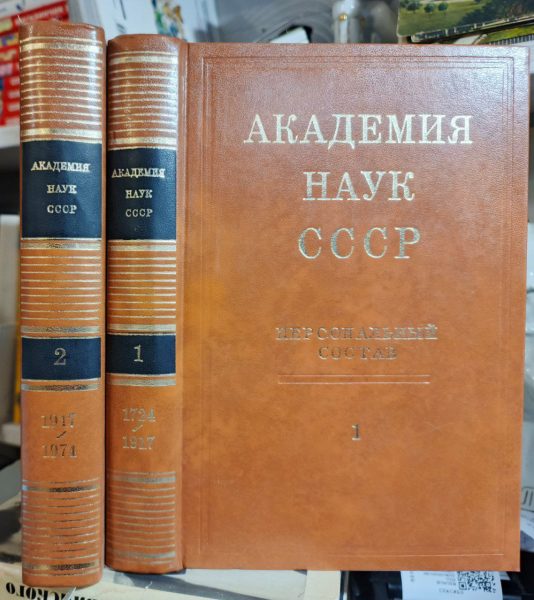 АКАДЕМИЯ
НАУК
СССР
2
1917
1974
АКАДЕМИЯ
НАУК
СССР
1
1724
1917
АКАДЕМИЯ
НАУК
СССР
ПЕРСОНАЛЬНЫЙ
СОСТАВ
1